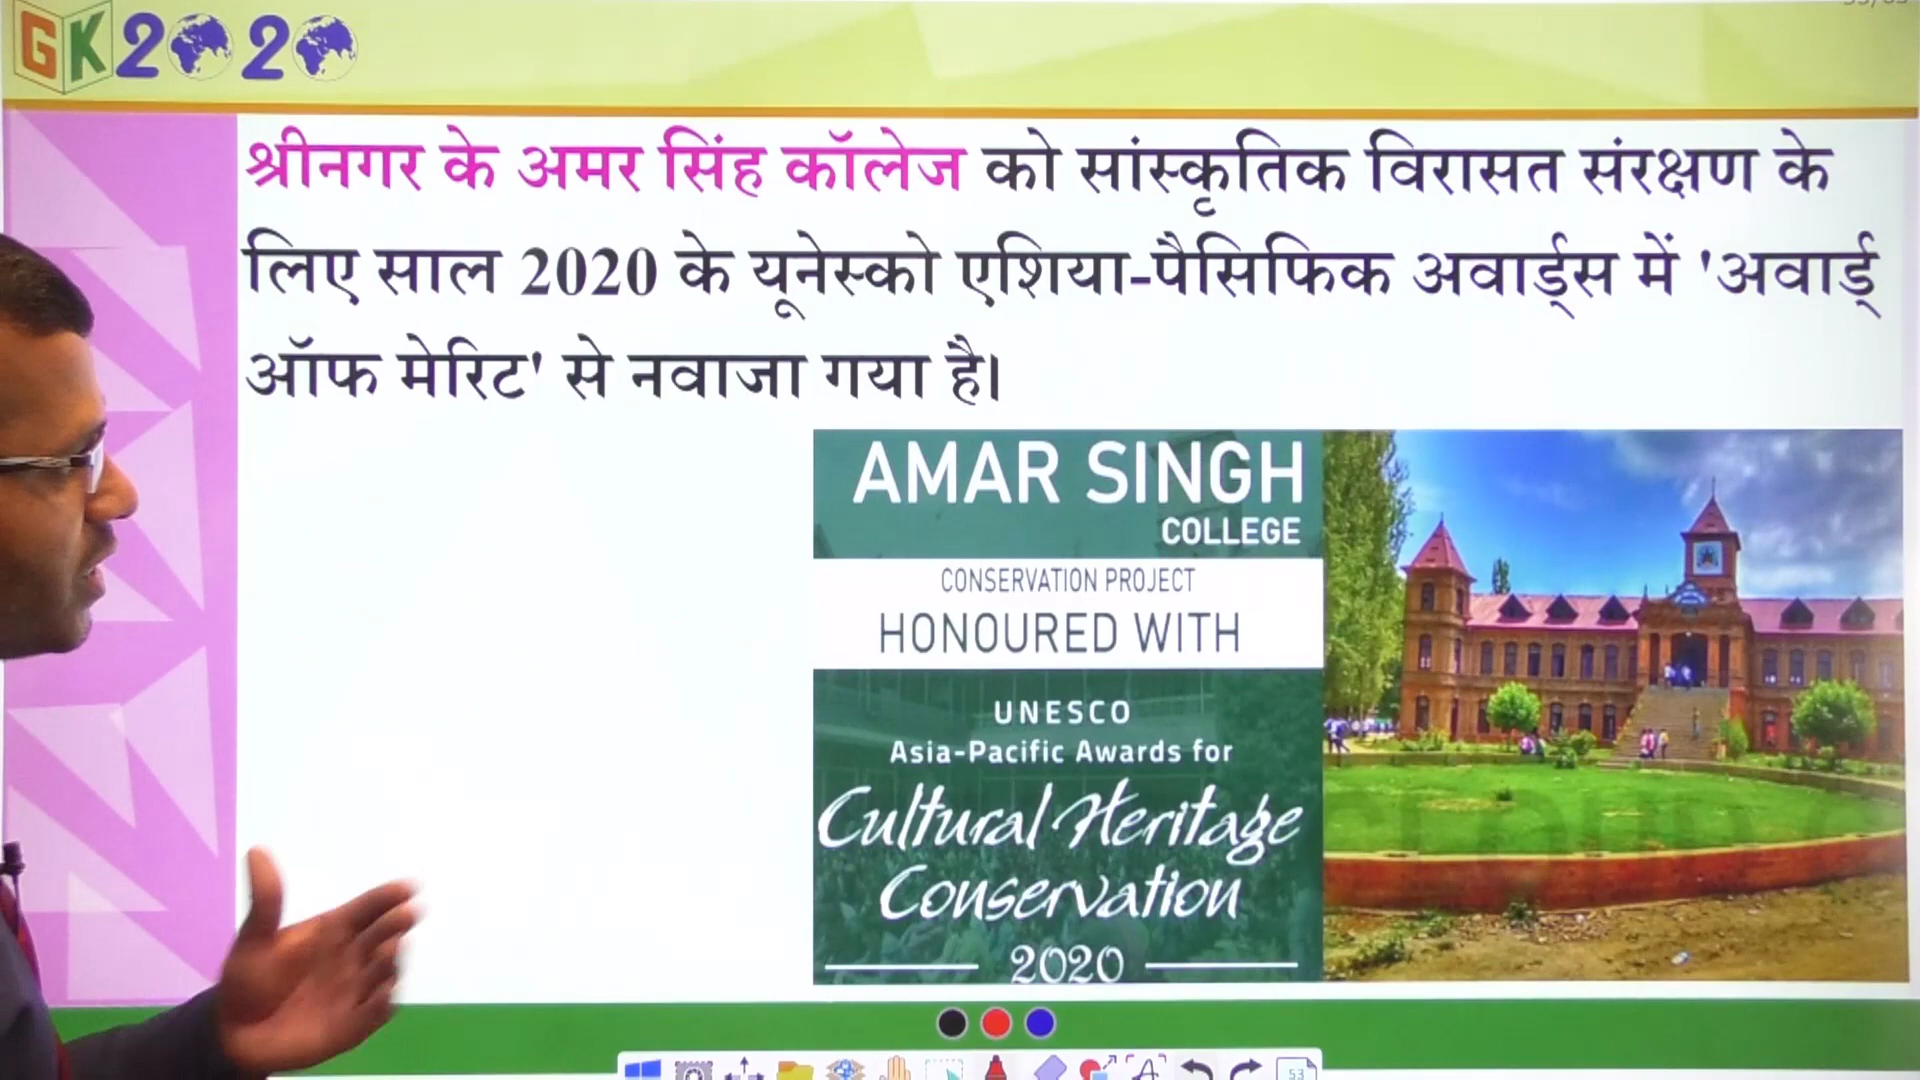 GK2020
श्रीनगर के अमर सिंह कॉलेज को सांस्कृतिक विरासत संरक्षण के
लिए साल 2020 के यूनेस्को एशिया-पैसिफिक अवार्ड्स में 'अवार्ड्
ऑफ मेरिट' से नवाजा गया है।
AMAR SINGH
COLLEGE
CONSERVATION PROJECT
HONOURED WITH
UNESCO
Asia-Pacific Awards for
Cultural Heritage
Conservation
2020
53